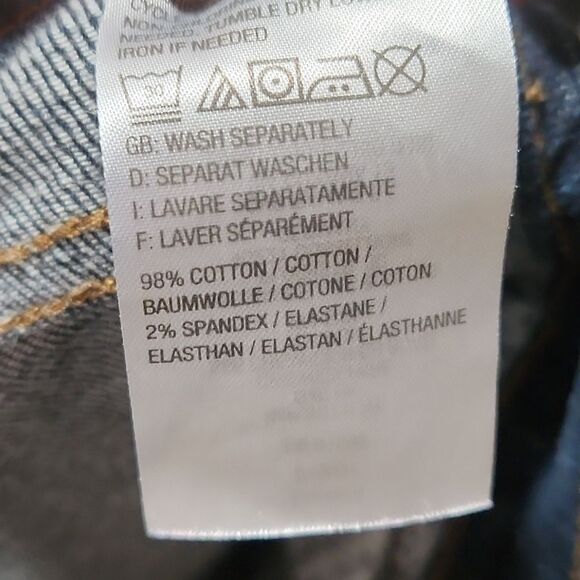 NEEDED, TUMBLE DRY LOW,
IRON IF NEEDED
30
GB: WASH SEPARATELY
D: SEPARAT WASCHEN
I: LAVARE SEPARATAMENTE
F: LAVER SÉPARÉMENT
98% COTTON / COTTON /
BAUMWOLLE / COTONE / COTON
2% SPANDEX / ELASTANE /
ELASTHAN / ELASTAN / ÉLASTHANNE